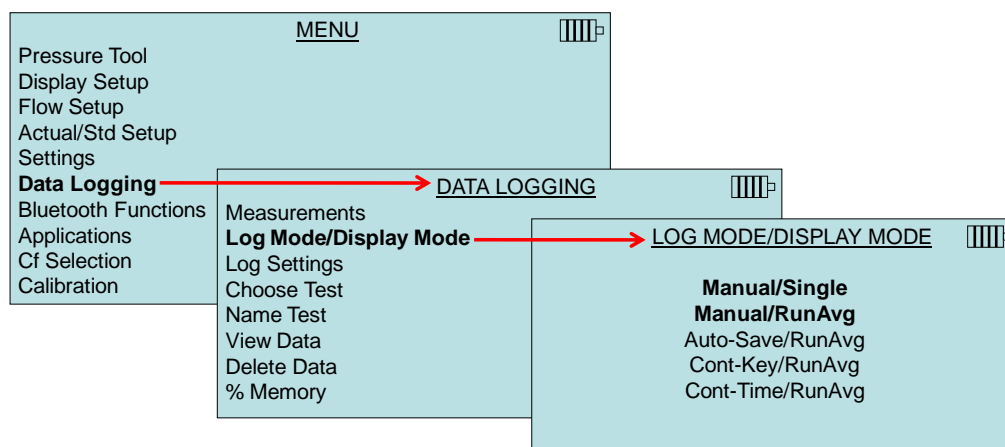 MENU
Pressure Tool
Display Setup
Flow Setup
Actual/Std Setup
Settings
Data Logging
Bluetooth Functions
Applications
Cf Selection
Calibration
DATA LOGGING
Measurements
Log Mode/Display Mode
Log Settings
Choose Test
Name Test
View Data
Delete Data
% Memory
LOG MODE/DISPLAY MODE
Manual/Single
Manual/RunAvg
Auto-Save/RunAvg
Cont-Key/RunAvg
Cont-Time/RunAvg